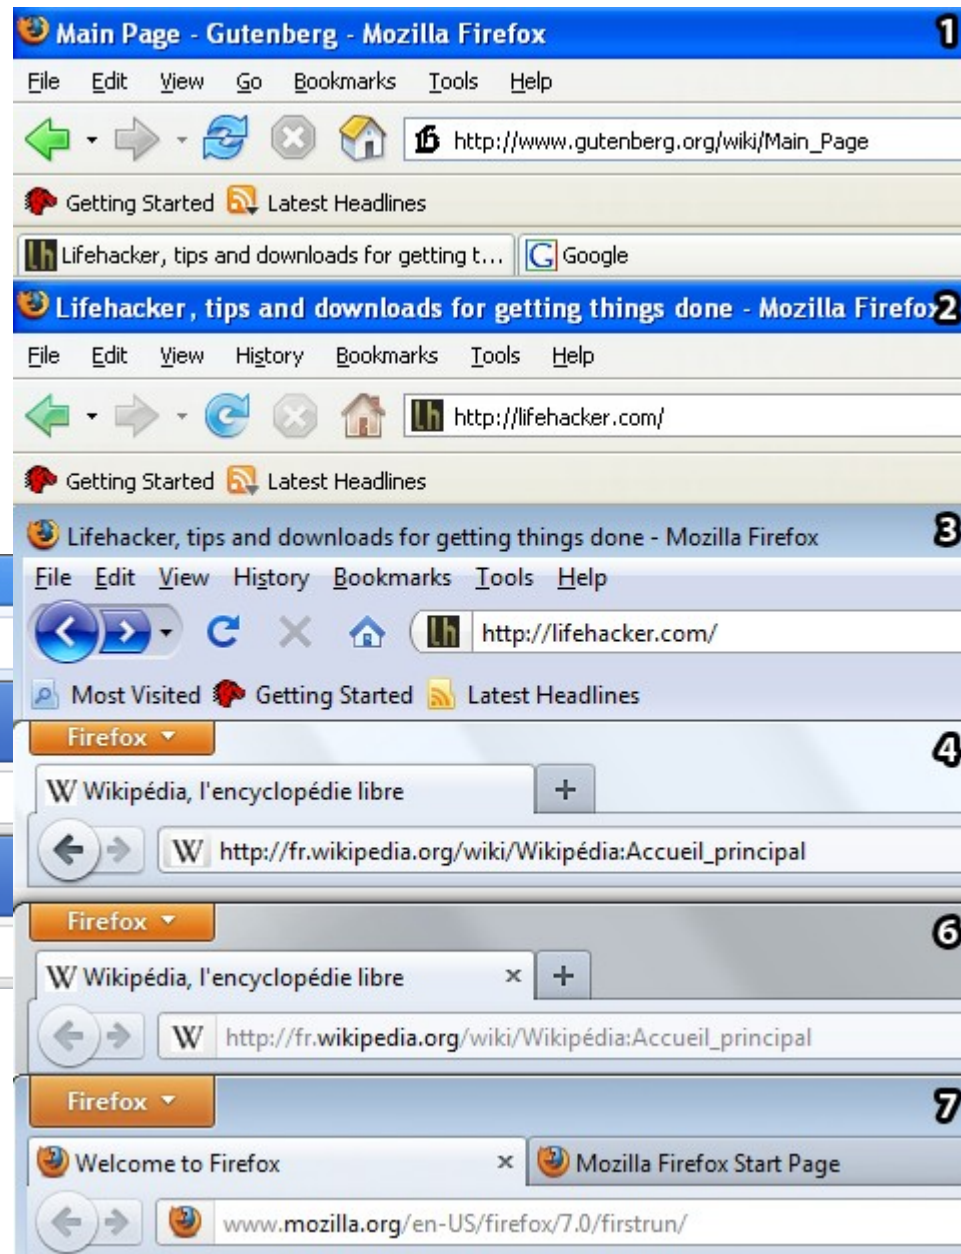 Main Page - Gutenberg - Mozilla Firefox 1
File Edit View Go Bookmarks Tools Help
http://www.gutenberg.org/wiki/Main_Page
Getting Started Latest Headlines
lh Lifehacker, tips and downloads for getting t... G Google
Lifehacker, tips and downloads for getting things done - Mozilla Firefox 2
File Edit View History Bookmarks Tools Help
lh http://lifehacker.com/
Getting Started Latest Headlines
Lifehacker, tips and downloads for getting things done - Mozilla Firefox 3
File Edit View History Bookmarks Tools Help
lh http://lifehacker.com/
Most Visited Getting Started Latest Headlines
Firefox 4
W Wikipédia, l'encyclopédie libre
W http://fr.wikipedia.org/wiki/Wikipédia:Accueil_principal
Firefox 6
W Wikipédia, l'encyclopédie libre
W http://fr.wikipedia.org/wiki/Wikipédia:Accueil_principal
Firefox 7
Welcome to Firefox Mozilla Firefox Start Page
www.mozilla.org/en-US/firefox/7.0/firstrun/